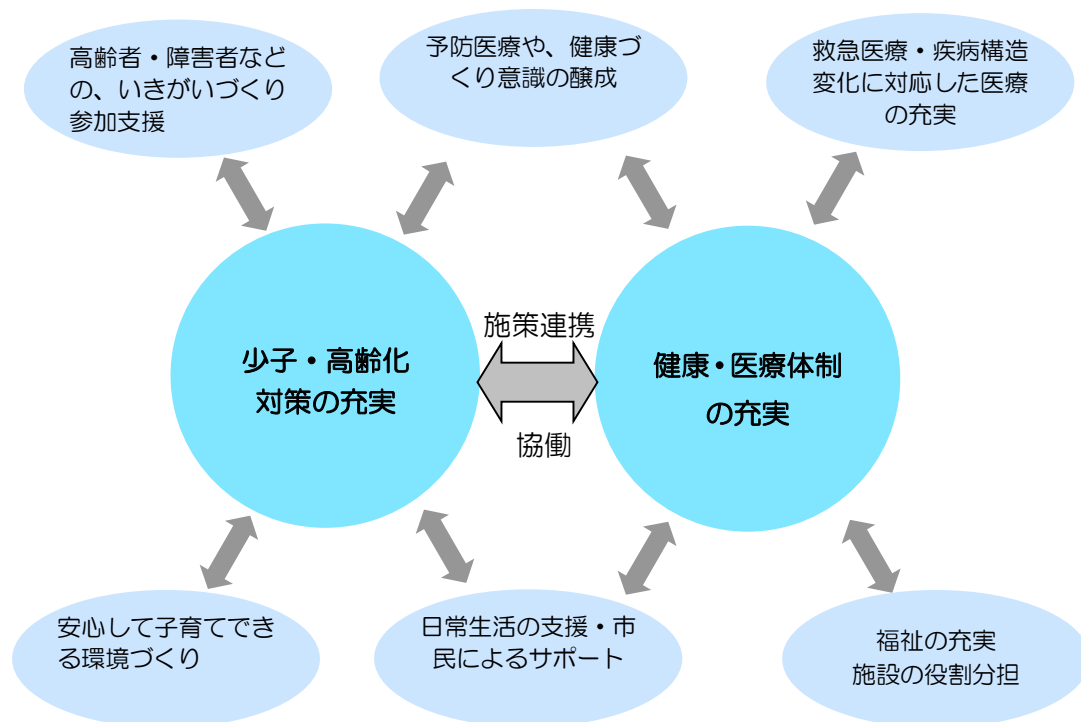 高齢者・障害者などの、いきがいづくり
参加支援
予防医療や、健康づ
くり意識の醸成
救急医療・疾病構造
変化に対応した医療
の充実
少子・高齢化
対策の充実
施策連携
協働
健康・医療体制
の充実
安心して子育てでき
る環境づくり
日常生活の支援・市
民によるサポート
福祉の充実
施設の役割分担